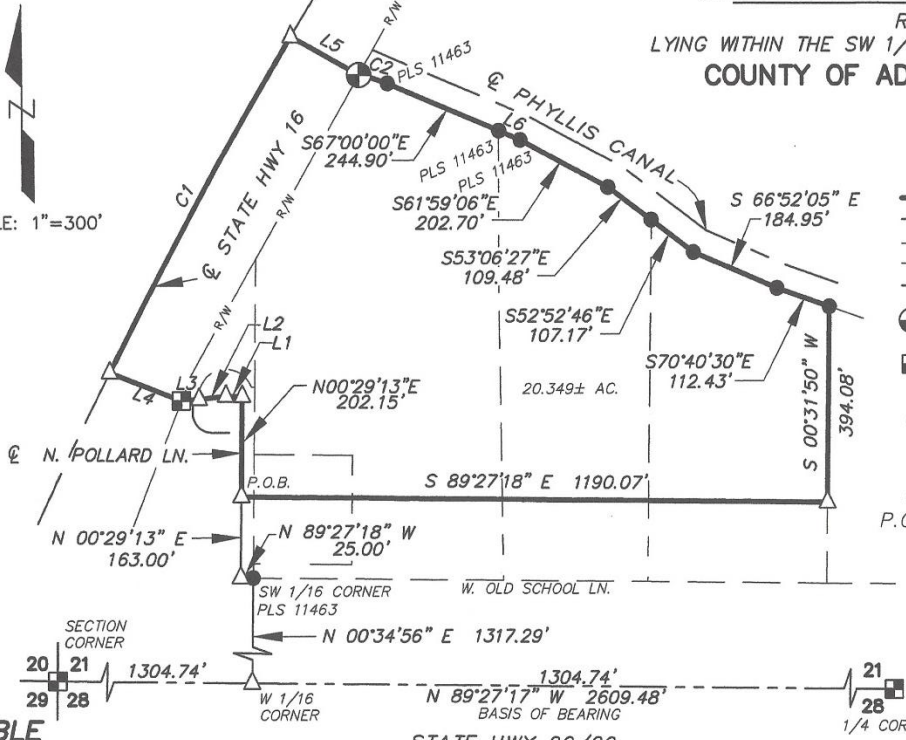 R
LYING WITHIN THE SW 1/
COUNTY OF AD
R/W
L5
C2
PLS 11463
℄ PHYLLIS CANAL
Z
S67°00'00"E
244.90'
L6
PLS 11463
PLS 11463
C1
℄ STATE HWY 16
R/W
LE: 1"=300'
S61°59'06"E
202.70'
S 66°52'05" E
184.95'
S53°06'27"E
109.48'
S52°52'46"E
107.17'
R/W
L2
L1
L3
L4
S70°40'30"E
112.43'
20.349± AC.
N00°29'13"E
202.15'
S 00°31'50" W
394.08'
℄ N. POLLARD LN.
P.O.B.
S 89°27'18" E 1190.07'
N 00°29'13" E
163.00'
N 89°27'18" W
25.00'
P.O
SW 1/16 CORNER
PLS 11463
W. OLD SCHOOL LN.
SECTION
CORNER
N 00°34'56" E 1317.29'
20 21
29 28
1304.74'
1304.74'
N 89°27'17" W 2609.48'
BASIS OF BEARING
21
28
W 1/16
CORNER
1/4 COR
BLE